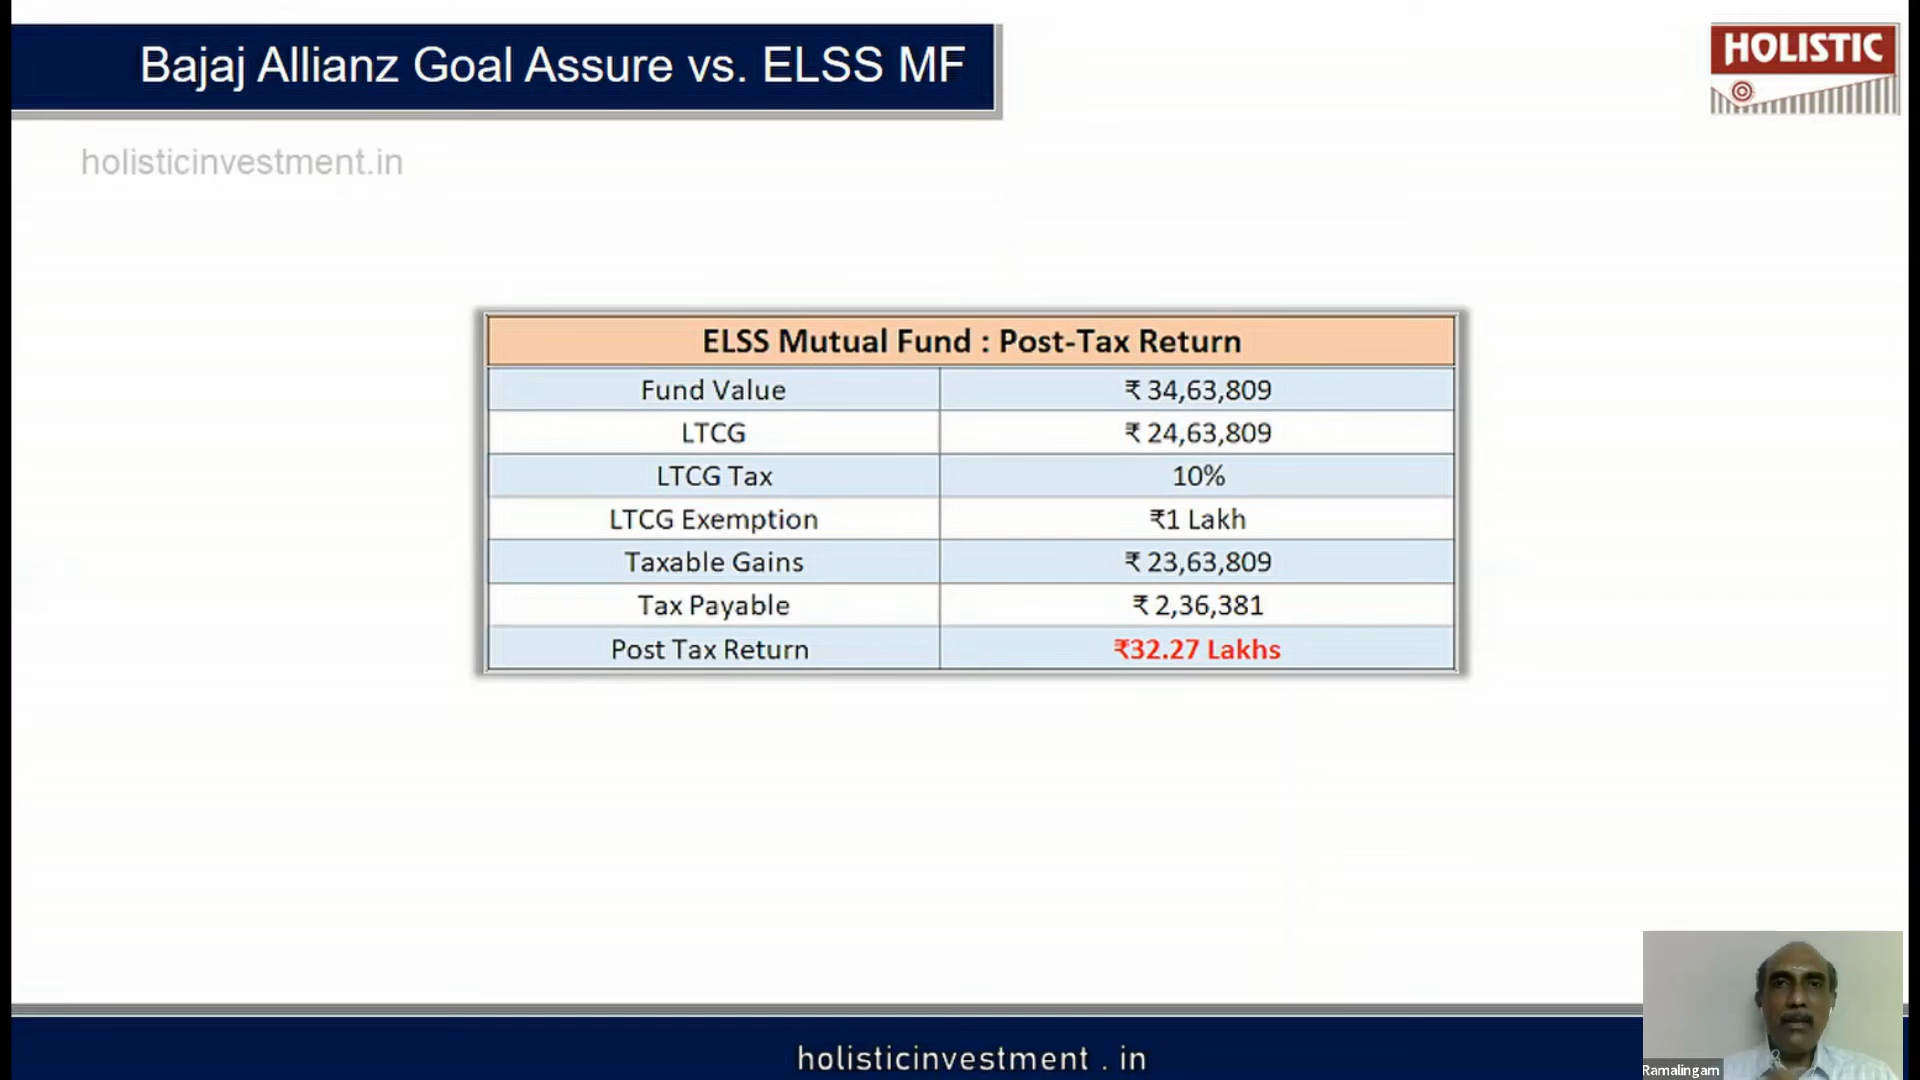 Bajaj Allianz Goal Assure vs. ELSS MF
HOLISTIC
holisticinvestment.in
ELSS Mutual Fund : Post-Tax Return
Fund Value ₹ 34,63,809
LTCG ₹ 24,63,809
LTCG Tax 10%
LTCG Exemption ₹1 Lakh
Taxable Gains ₹ 23,63,809
Tax Payable ₹ 2,36,381
Post Tax Return ₹32.27 Lakhs
holisticinvestment . in
Ramalingam